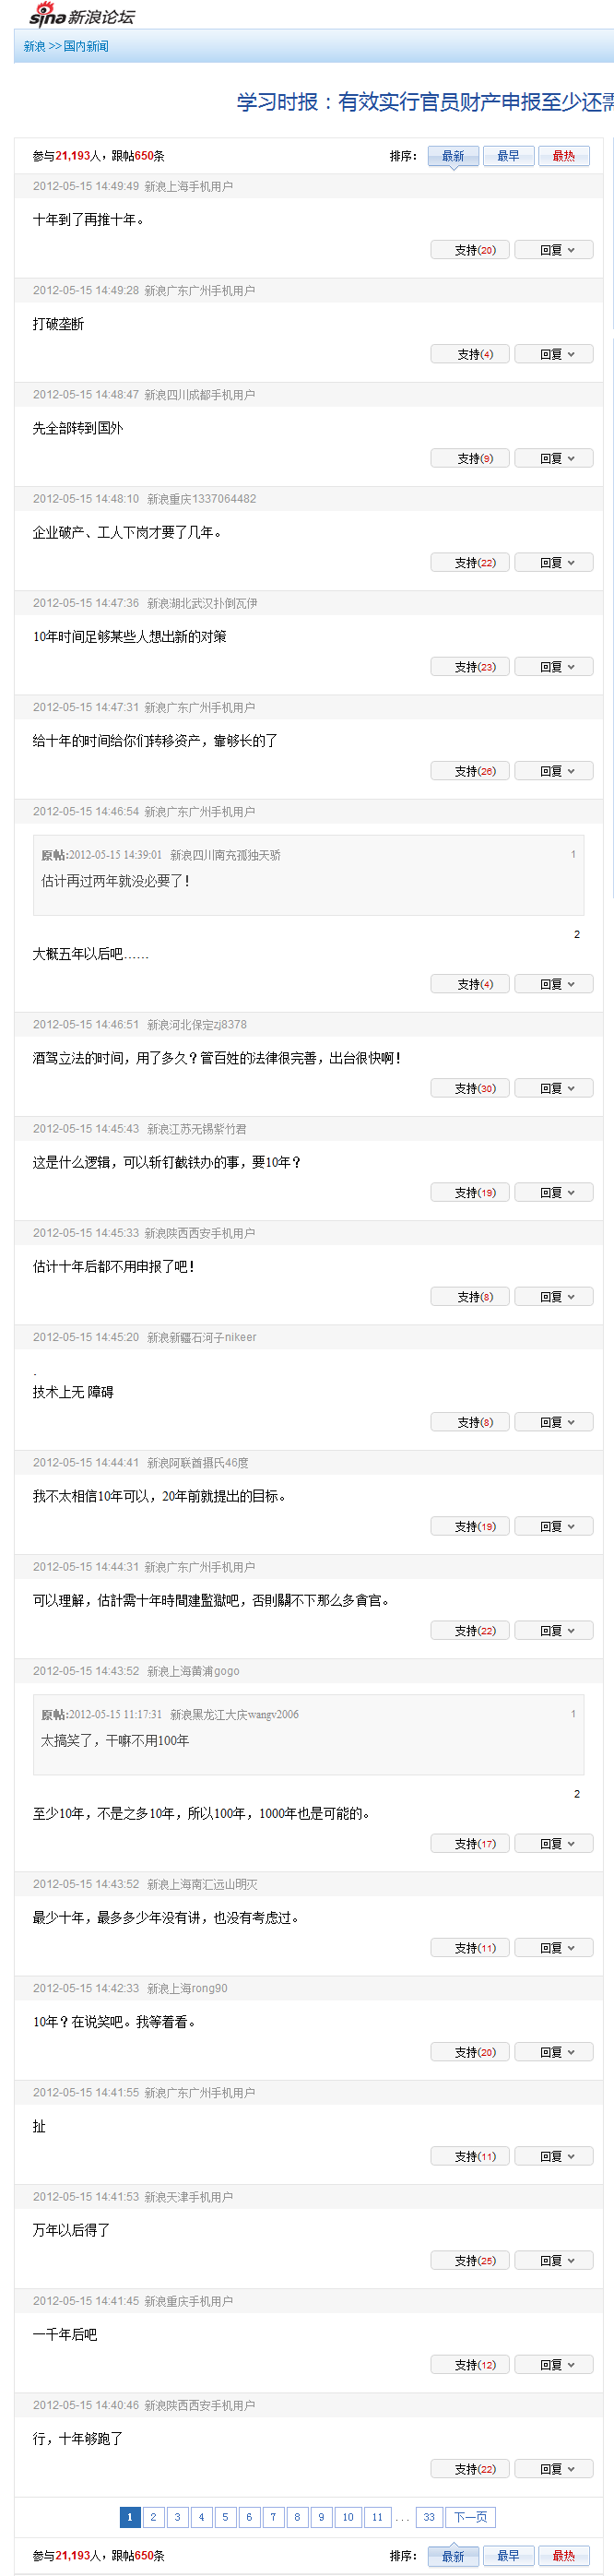 sina新浪论坛
新浪 >> 国内新闻
学习时报：有效实行官员财产申报至少还需
参与21,193人，跟帖650条 排序： 最新 最早 最热
2012-05-15 14:49:49 新浪上海手机用户
十年到了再推十年。
支持(20) 回复
2012-05-15 14:49:28 新浪广东广州手机用户
打破垄断
支持(4) 回复
2012-05-15 14:48:47 新浪四川成都手机用户
先全部转到国外
支持(9) 回复
2012-05-15 14:48:10 新浪重庆1337064482
企业破产、工人下岗才要了几年。
支持(22) 回复
2012-05-15 14:47:36 新浪湖北武汉扑倒瓦伊
10年时间足够某些人想出新的对策
支持(23) 回复
2012-05-15 14:47:31 新浪广东广州手机用户
给十年的时间给你们转移资产，够够长的了
支持(26) 回复
2012-05-15 14:46:54 新浪广东广州手机用户
原帖:2012-05-15 14:39:01 新浪四川南充孤独天骄 1
估计再过两年就没必要了！
2
大概五年以后吧……
支持(4) 回复
2012-05-15 14:46:51 新浪河北保定zj8378
酒驾立法的时间，用了多久？管百姓的法律很完善，出台很快啊！
支持(30) 回复
2012-05-15 14:45:43 新浪江苏无锡紫竹君
这是什么逻辑，可以斩钉截铁办的事，要10年？
支持(19) 回复
2012-05-15 14:45:33 新浪陕西西安手机用户
估计十年后都不用申报了吧！
支持(8) 回复
2012-05-15 14:45:20 新浪新疆石河子nikeer
.
技术上无 障碍
支持(8) 回复
2012-05-15 14:44:41 新浪阿联酋摄氏46度
我不太相信10年可以，20年前就提出的目标。
支持(19) 回复
2012-05-15 14:44:31 新浪广东广州手机用户
可以理解，估計需十年時間建監獄吧，否則關不下那么多貪官。
支持(22) 回复
2012-05-15 14:43:52 新浪上海黄浦gogo
原帖:2012-05-15 11:17:31 新浪黑龙江大庆wangv2006 1
太搞笑了，干嘛不用100年
2
至少10年，不是之多10年，所以100年，1000年也是可能的。
支持(17) 回复
2012-05-15 14:43:52 新浪上海南汇远山明灭
最少十年，最多多少年没有讲，也没有考虑过。
支持(11) 回复
2012-05-15 14:42:33 新浪上海rong90
10年？在说笑吧。我等着看。
支持(20) 回复
2012-05-15 14:41:55 新浪广东广州手机用户
扯
支持(11) 回复
2012-05-15 14:41:53 新浪天津手机用户
万年以后得了
支持(25) 回复
2012-05-15 14:41:45 新浪重庆手机用户
一千年后吧
支持(12) 回复
2012-05-15 14:40:46 新浪陕西西安手机用户
行，十年够跑了
支持(22) 回复
1 2 3 4 5 6 7 8 9 10 11 ... 33 下一页
参与21,193人，跟帖650条 排序： 最新 最早 最热